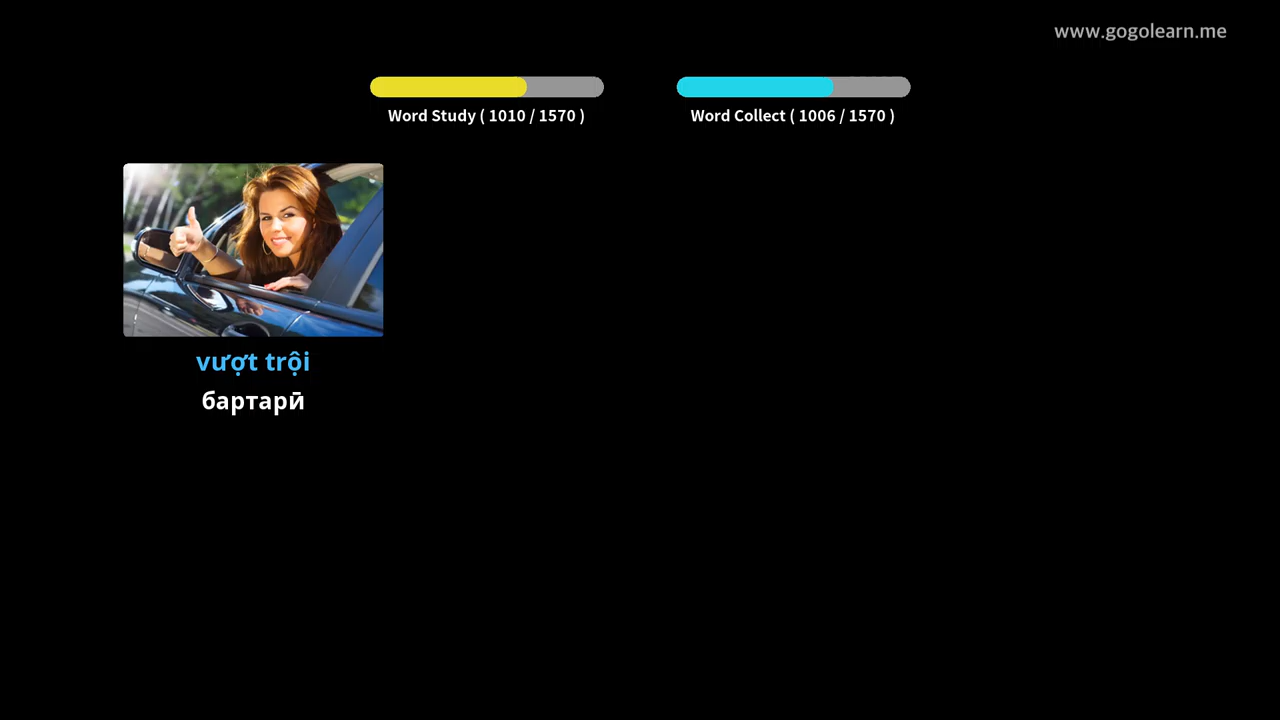 www.gogolearn.me
Word Study ( 1010 / 1570 )
Word Collect ( 1006 / 1570 )
vượt trội
бартарӣ